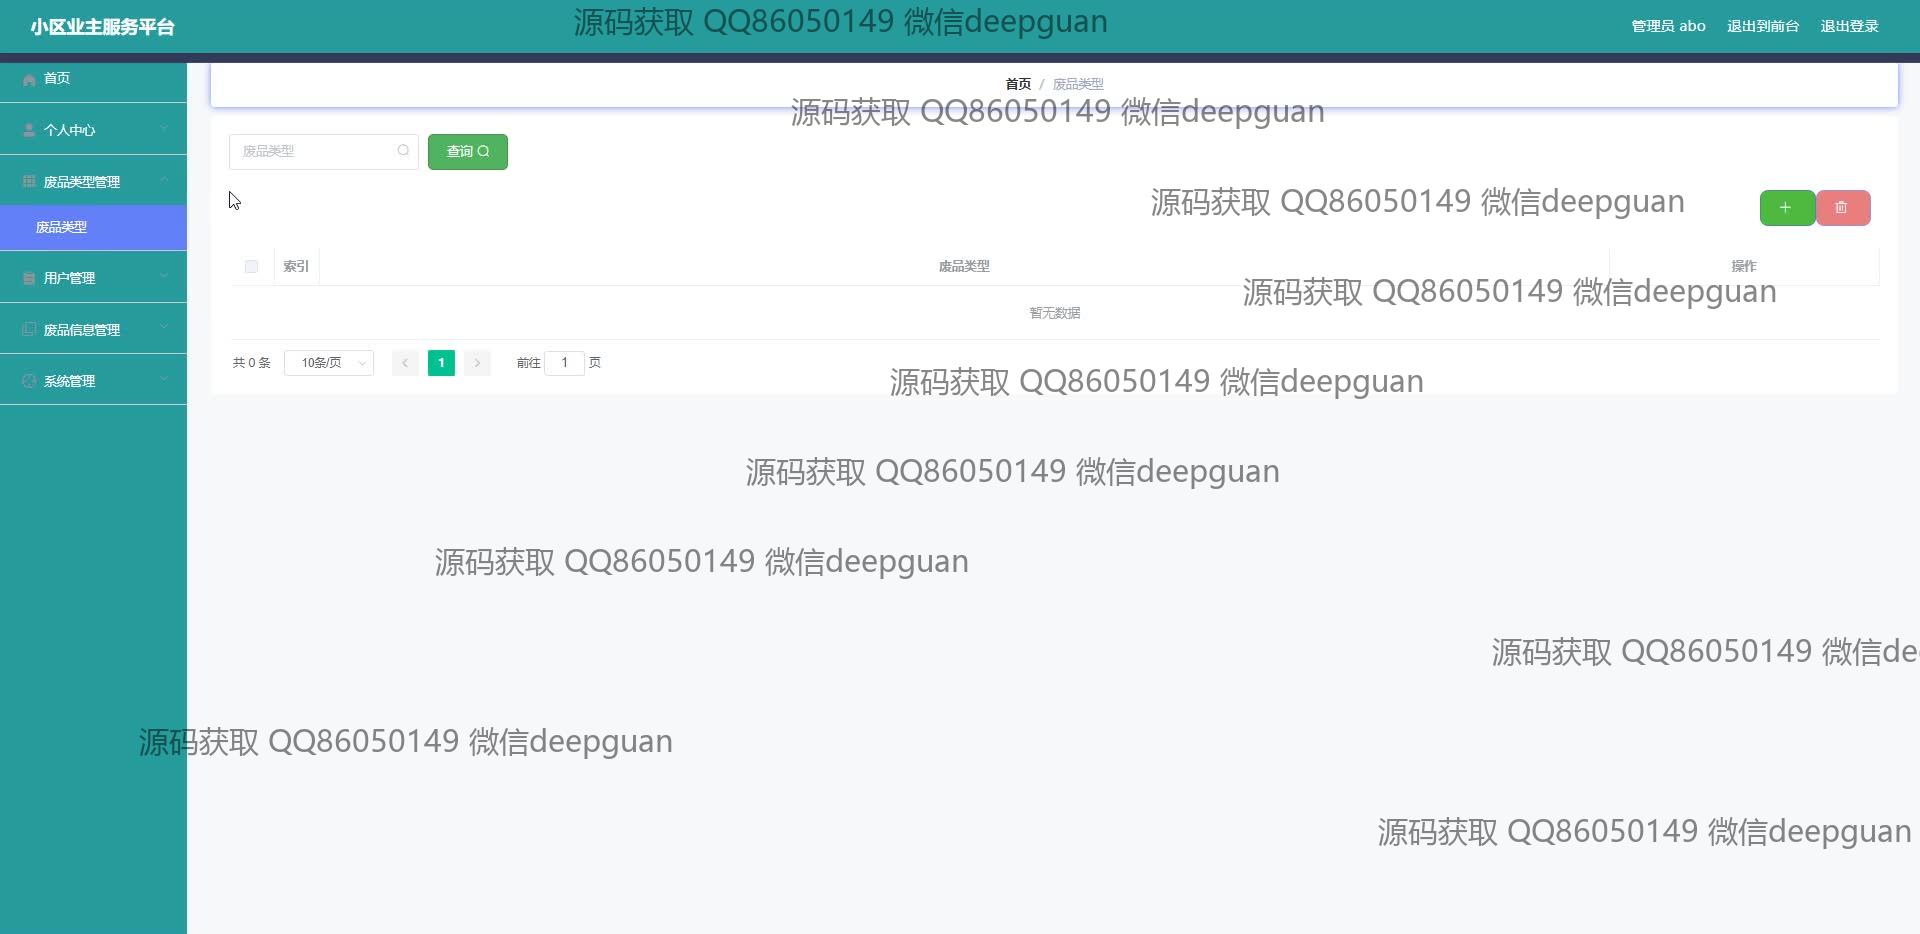 小区业主服务平台
源码获取 QQ86050149 微信deepguan
管理员 abo 退出到前台 退出登录
首页
首页 / 废品类型
源码获取 QQ86050149 微信deepguan
个人中心
废品类型 查询
废品类型管理
源码获取 QQ86050149 微信deepguan
废品类型
索引 废品类型 操作
用户管理
源码获取 QQ86050149 微信deepguan
暂无数据
废品信息管理
共 0 条 10条/页 1 前往 1 页
系统管理
源码获取 QQ86050149 微信deepguan
源码获取 QQ86050149 微信deepguan
源码获取 QQ86050149 微信deepguan
源码获取 QQ86050149 微信dee
源码获取 QQ86050149 微信deepguan
源码获取 QQ86050149 微信deepguan